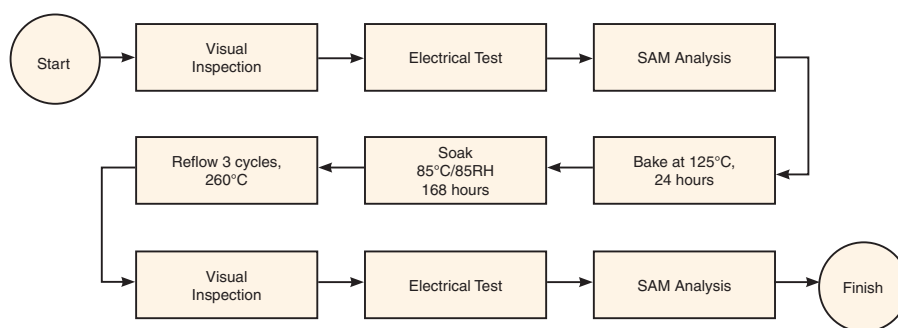 Start
Visual
Inspection
Electrical Test
SAM Analysis
Bake at 125°C,
24 hours
Soak
85°C/85RH
168 hours
Reflow 3 cycles,
260°C
Visual
Inspection
Electrical Test
SAM Analysis
Finish